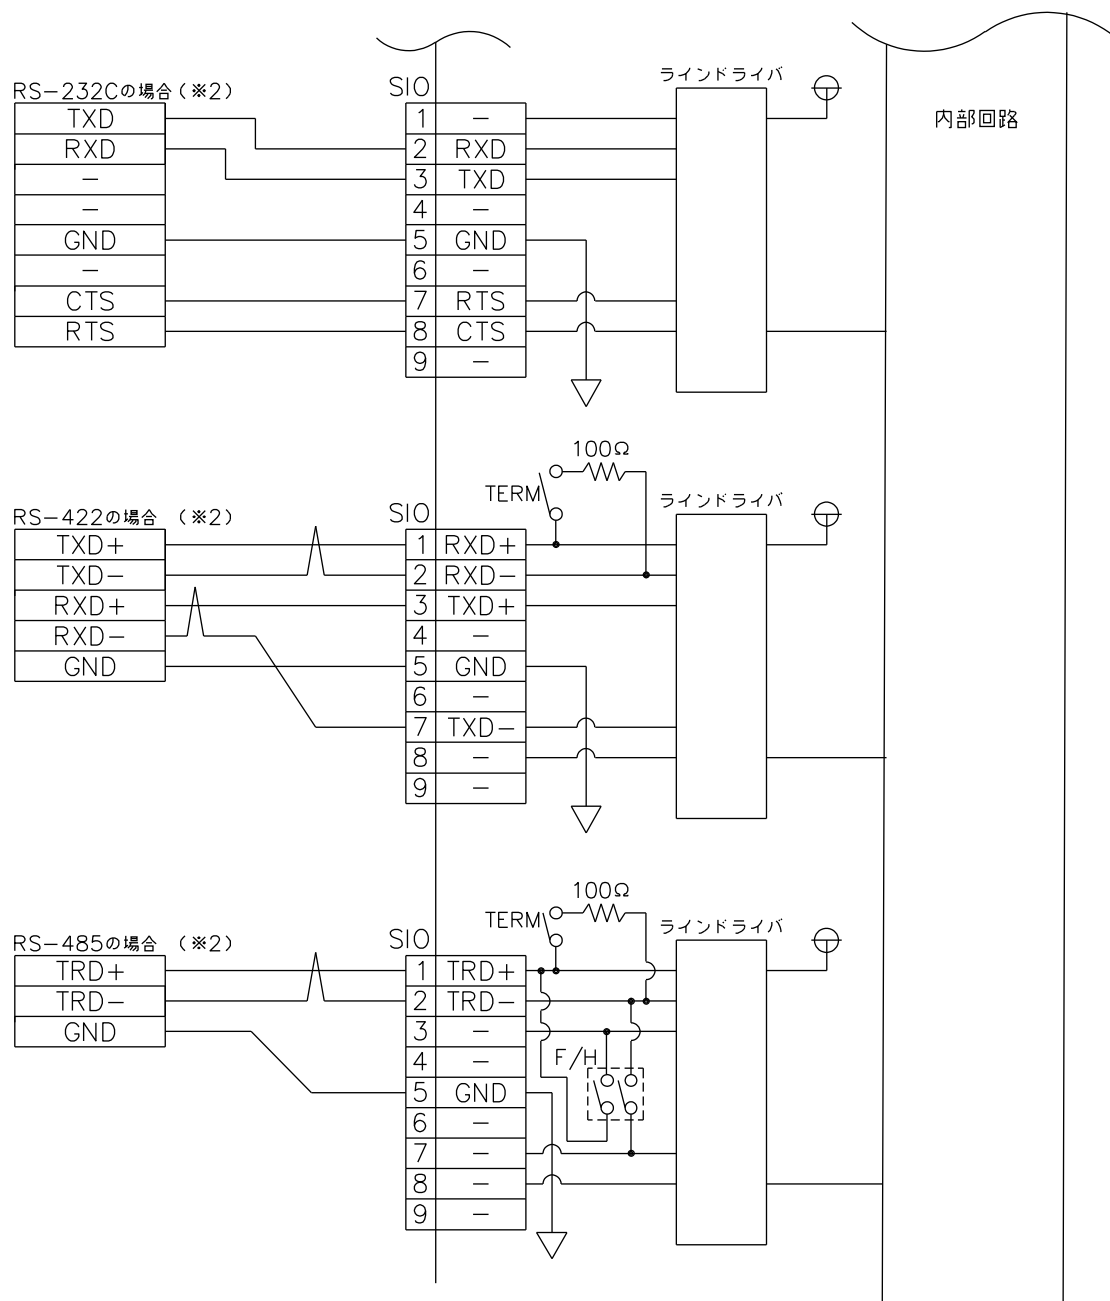 ラインドライバ
SIO
RS-232Cの場合(※2)
内部回路
TXD 1 -
RXD 2 RXD
- 3 TXD
- 4 -
GND 5 GND
- 6 -
CTS 7 RTS
RTS 8 CTS
9 -
100Ω
TERM
ラインドライバ
SIO
RS-422の場合 (※2)
TXD+ 1 RXD+
TXD- 2 RXD-
RXD+ 3 TXD+
RXD- 4 -
GND 5 GND
6 -
7 TXD-
8 -
9 -
100Ω
TERM
ラインドライバ
SIO
RS-485の場合 (※2)
TRD+ 1 TRD+
TRD- 2 TRD-
GND 3 -
F/H
4 -
5 GND
6 -
7 -
8 -
9 -